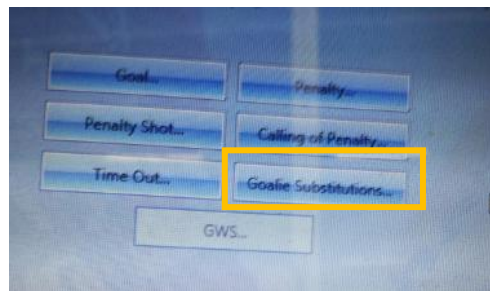 Goal...
Penalty...
Penalty Shot...
Calling of Penalty...
Time Out...
Goalie Substitutions...
GWS...